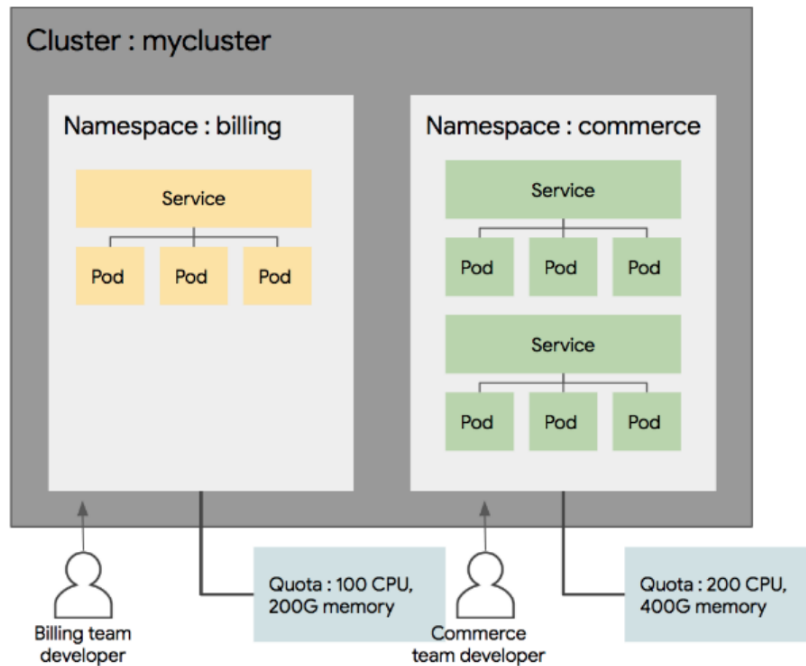 Cluster : mycluster
Namespace : billing
Service
Pod Pod Pod
Namespace : commerce
Service
Pod Pod Pod
Service
Pod Pod Pod
Billing team
developer
Quota : 100 CPU,
200G memory
Commerce
team developer
Quota : 200 CPU,
400G memory